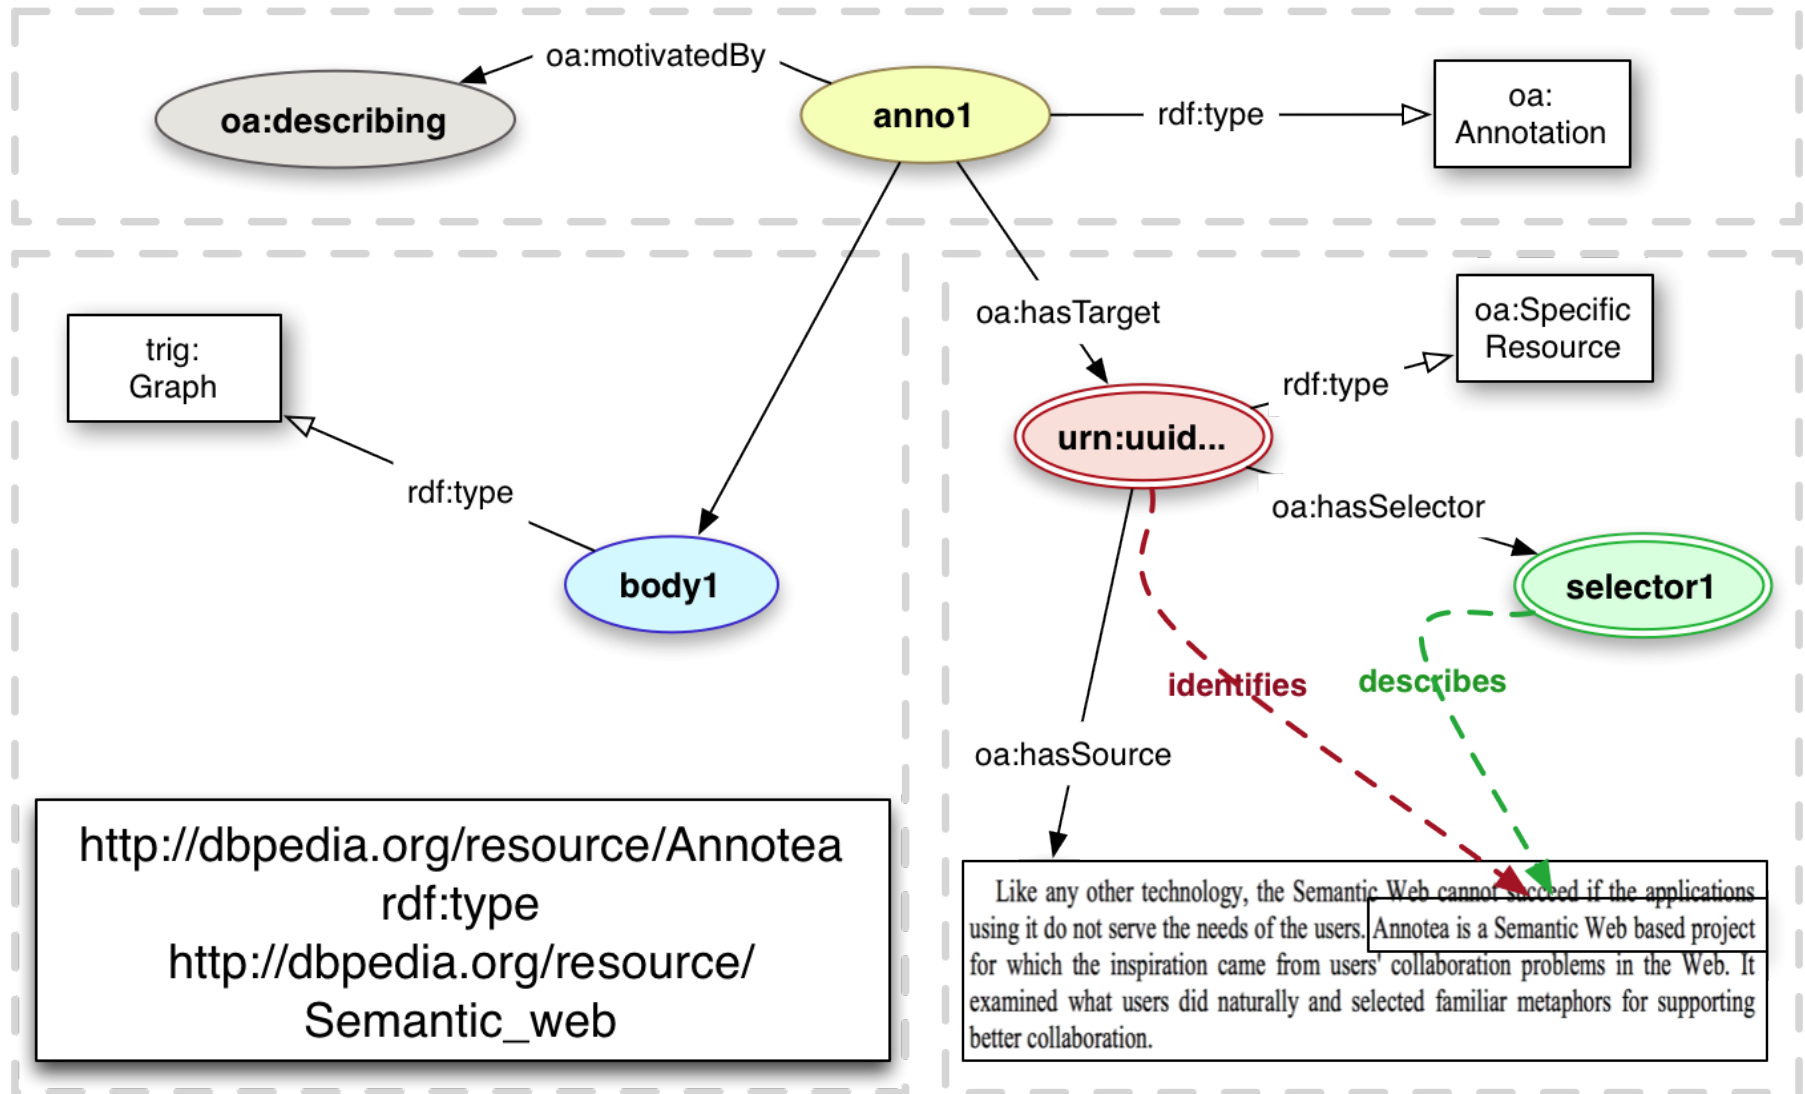 oa:motivatedBy
oa:describing
anno1
rdf:type
oa:
Annotation
trig:
Graph
rdf:type
body1
http://dbpedia.org/resource/Annotea
rdf:type
http://dbpedia.org/resource/
Semantic_web
oa:hasTarget
oa:Specific
Resource
rdf:type
urn:uuid...
oa:hasSelector
selector1
identifies
describes
oa:hasSource
Like any other technology, the Semantic Web cannot succeed if the applications
using it do not serve the needs of the users. Annotea is a Semantic Web based project
for which the inspiration came from users' collaboration problems in the Web. It
examined what users did naturally and selected familiar metaphors for supporting
better collaboration.